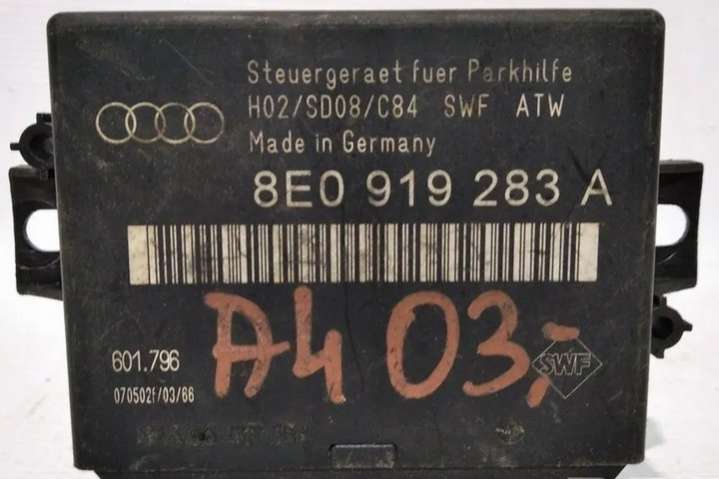 Steuergeraet fuer Parkhilfe
H02/SD08/C84 SWF ATW
Made in Germany
8E0 919 283 A
A4 03,-
601.796
070502f/03/66
SWF